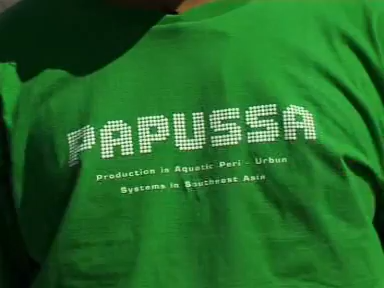 PAPUSSA
Production in Aquatic Peri - Urban
Systems in Southeast Asia